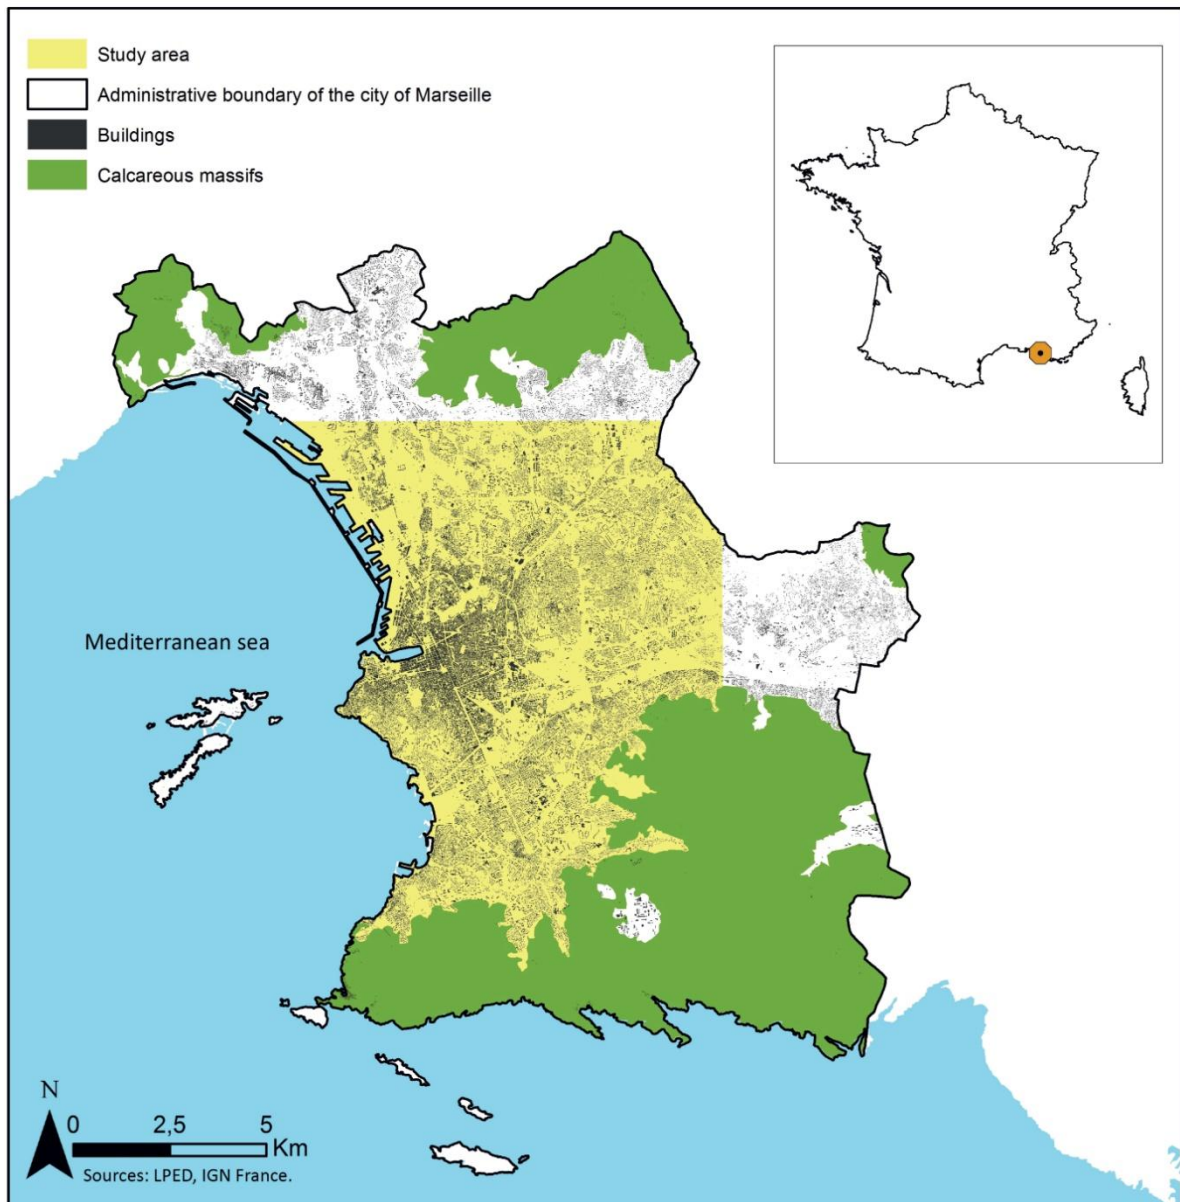 Study area
Administrative boundary of the city of Marseille
Buildings
Calcareous massifs
Mediterranean sea
N
0 2,5 5
Km
Sources: LPED, IGN France.